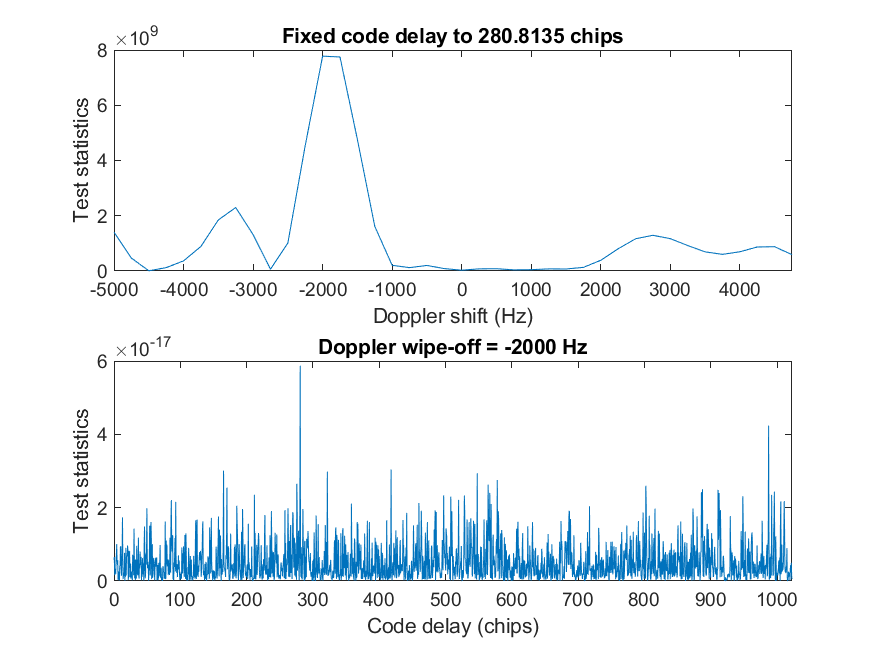 ×10^9
Fixed code delay to 280.8135 chips
Test statistics
8
6
4
2
0
-5000 -4000 -3000 -2000 -1000 0 1000 2000 3000 4000
Doppler shift (Hz)
×10^-17
Doppler wipe-off = -2000 Hz
Test statistics
6
4
2
0
0 100 200 300 400 500 600 700 800 900 1000
Code delay (chips)